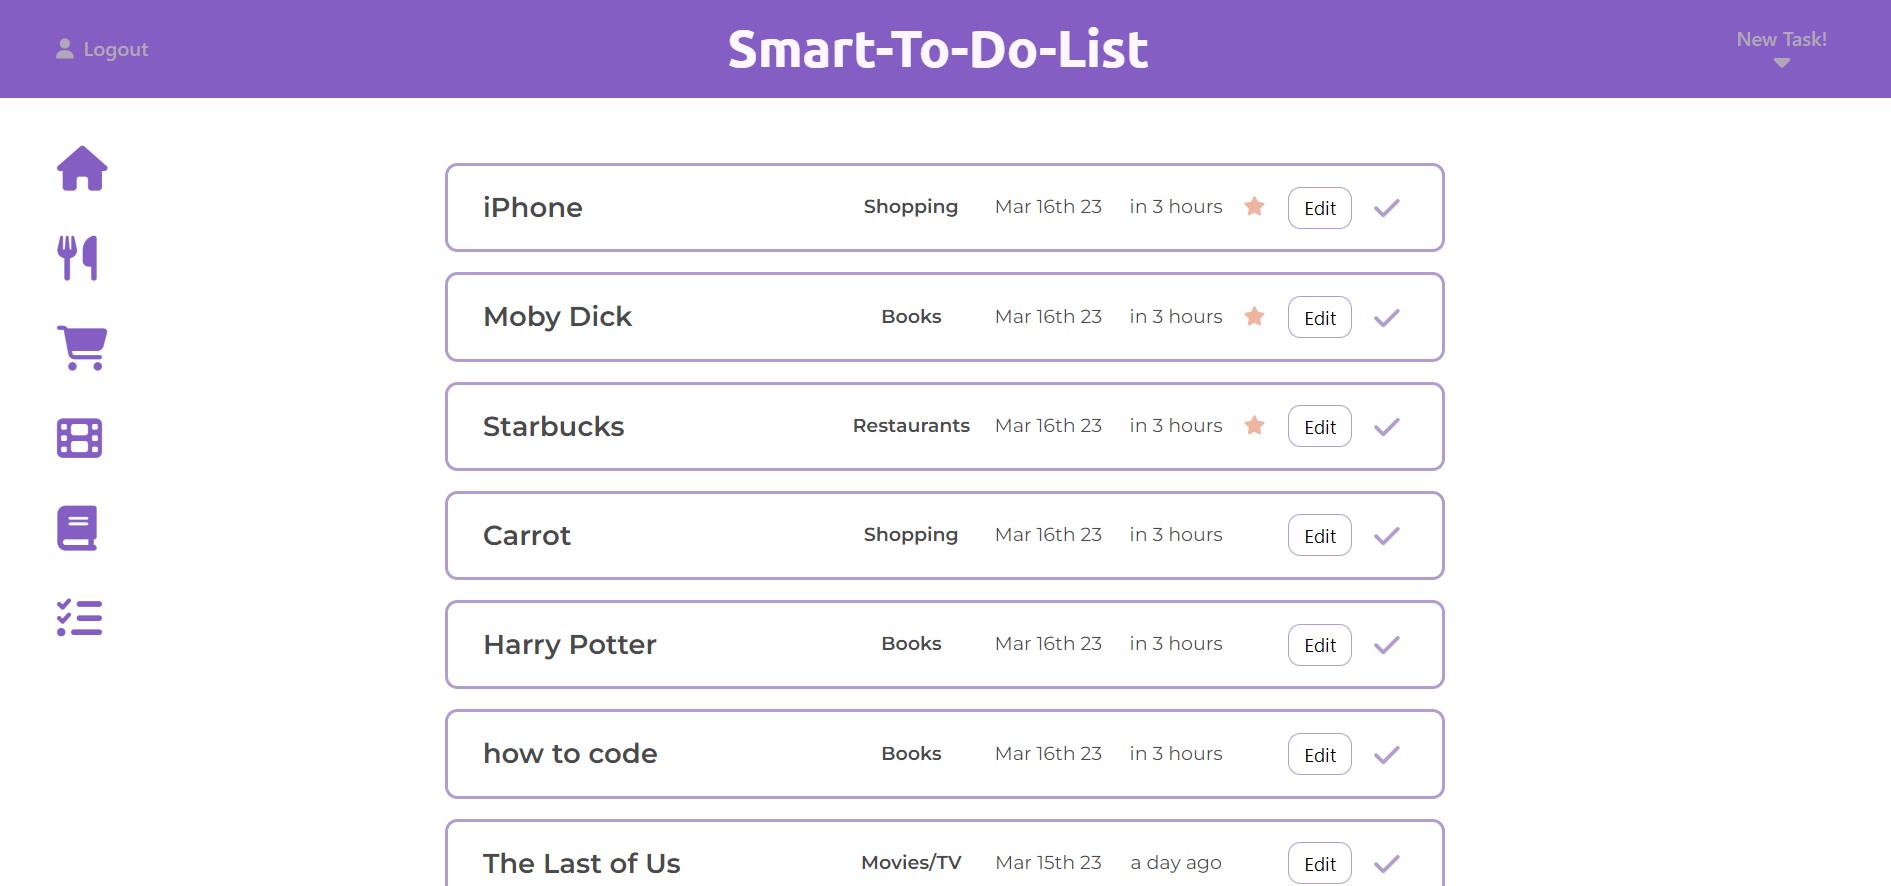 Logout
Smart-To-Do-List
New Task!
iPhone Shopping Mar 16th 23 in 3 hours Edit
Moby Dick Books Mar 16th 23 in 3 hours Edit
Starbucks Restaurants Mar 16th 23 in 3 hours Edit
Carrot Shopping Mar 16th 23 in 3 hours Edit
Harry Potter Books Mar 16th 23 in 3 hours Edit
how to code Books Mar 16th 23 in 3 hours Edit
The Last of Us Movies/TV Mar 15th 23 a day ago Edit